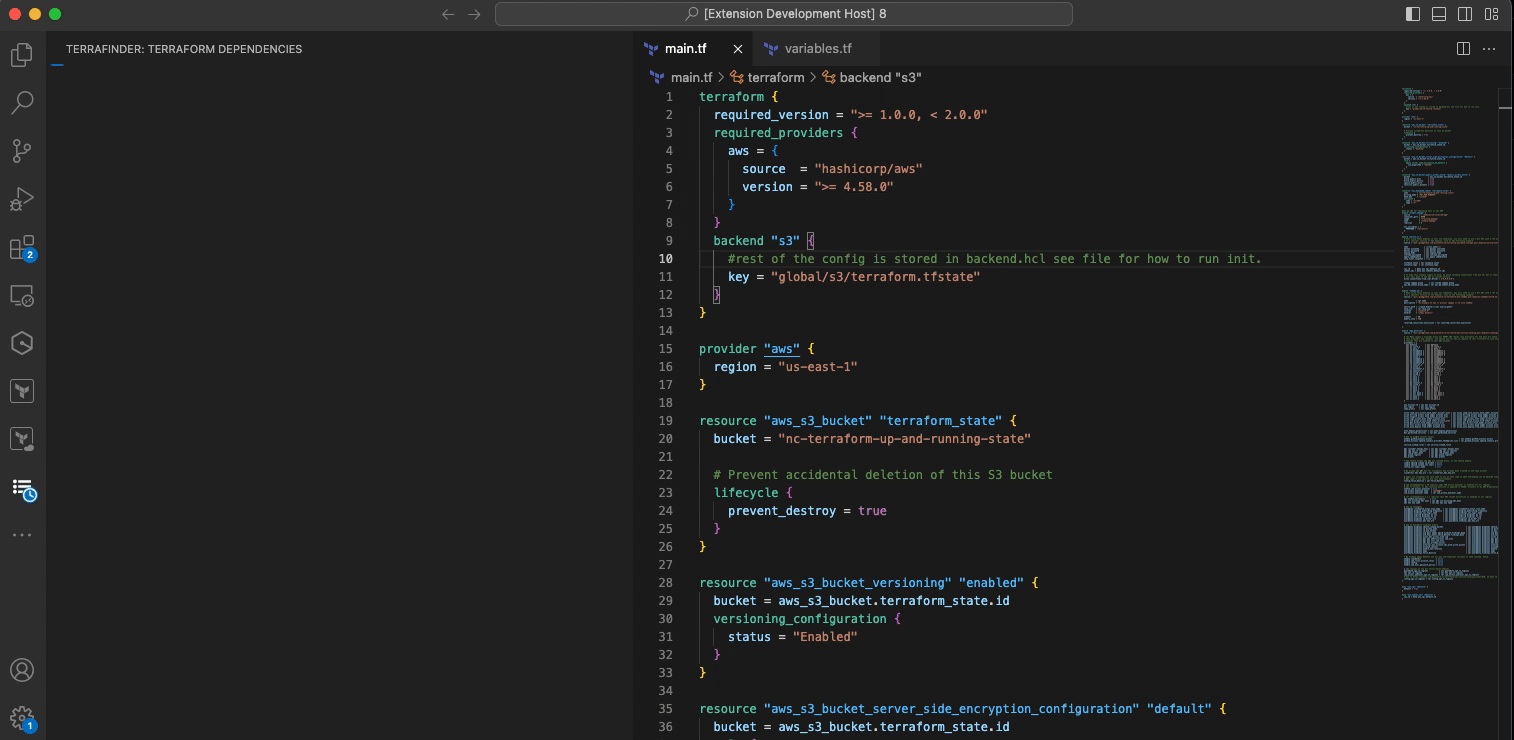 [Extension Development Host] 8
TERRAFINDER: TERRAFORM DEPENDENCIES
main.tf
variables.tf
main.tf > terraform > backend "s3"
1 terraform {
2 required_version = ">= 1.0.0, < 2.0.0"
3 required_providers {
4 aws = {
5 source = "hashicorp/aws"
6 version = ">= 4.58.0"
7 }
8 }
9 backend "s3" {
10 #rest of the config is stored in backend.hcl see file for how to run init.
11 key = "global/s3/terraform.tfstate"
12 }
13 }
14
15 provider "aws" {
16 region = "us-east-1"
17 }
18
19 resource "aws_s3_bucket" "terraform_state" {
20 bucket = "nc-terraform-up-and-running-state"
21
22 # Prevent accidental deletion of this S3 bucket
23 lifecycle {
24 prevent_destroy = true
25 }
26 }
27
28 resource "aws_s3_bucket_versioning" "enabled" {
29 bucket = aws_s3_bucket.terraform_state.id
30 versioning_configuration {
31 status = "Enabled"
32 }
33 }
34
35 resource "aws_s3_bucket_server_side_encryption_configuration" "default" {
36 bucket = aws_s3_bucket.terraform_state.id
2
1